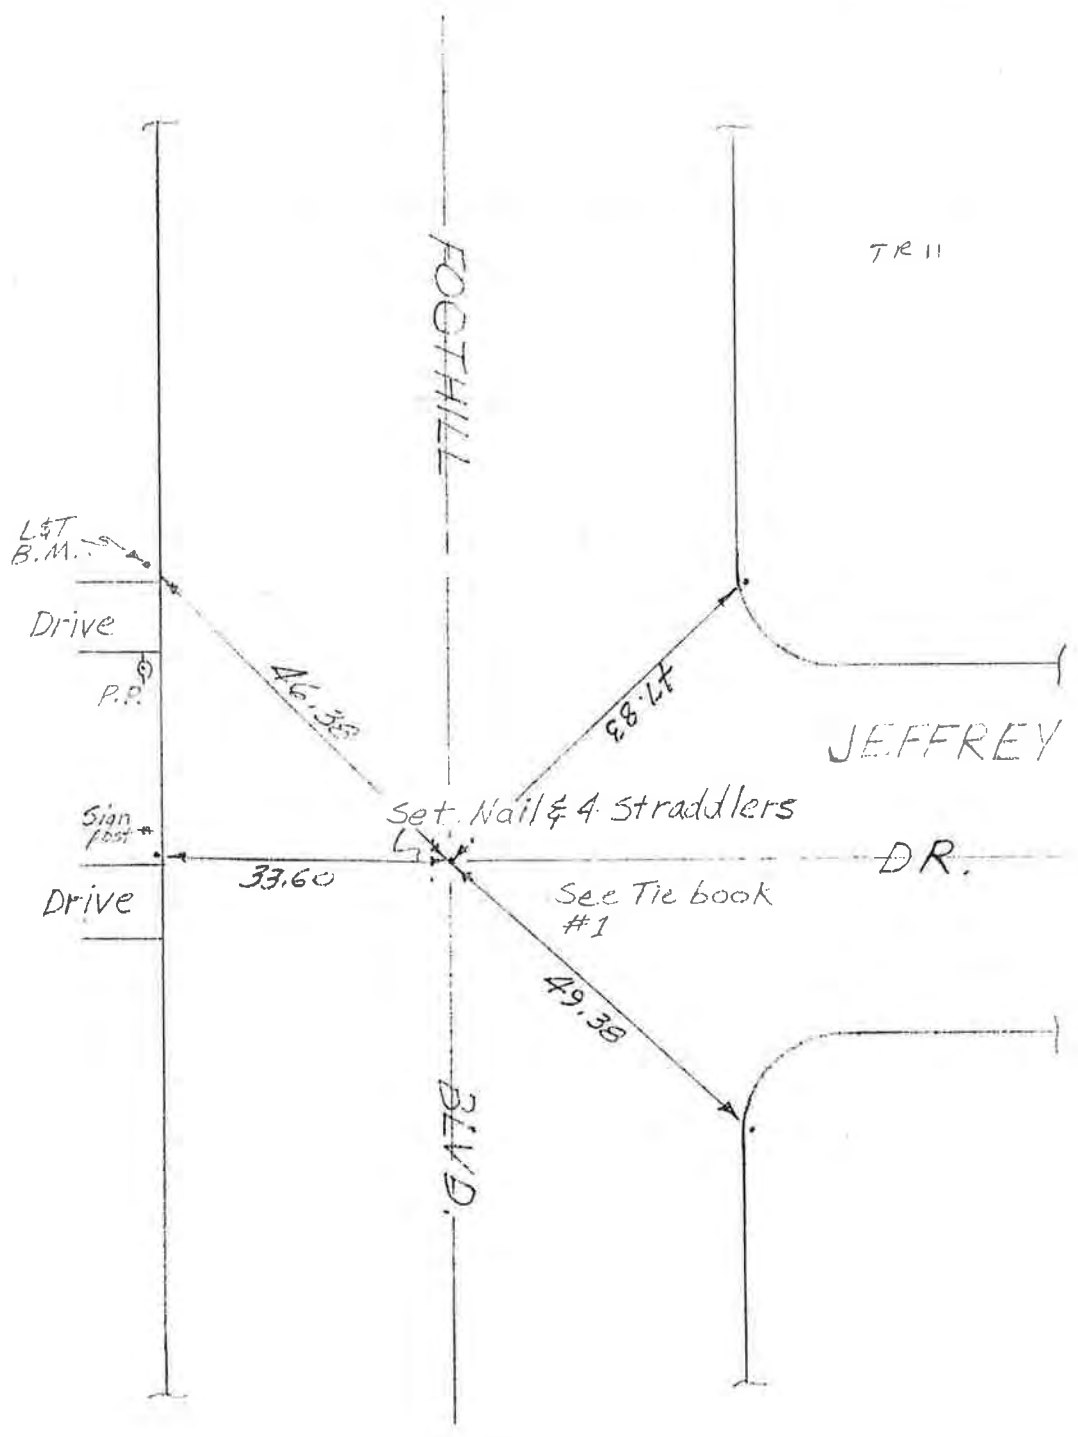 TR 11
FOOTHILL
L&T
B.M.
Drive
P.P.
46.38
47.83
JEFFREY
Set Nail & 4 Straddlers
Sign
post
33.60
DR.
Drive
See Tie book
#1
49.38
BLVD.